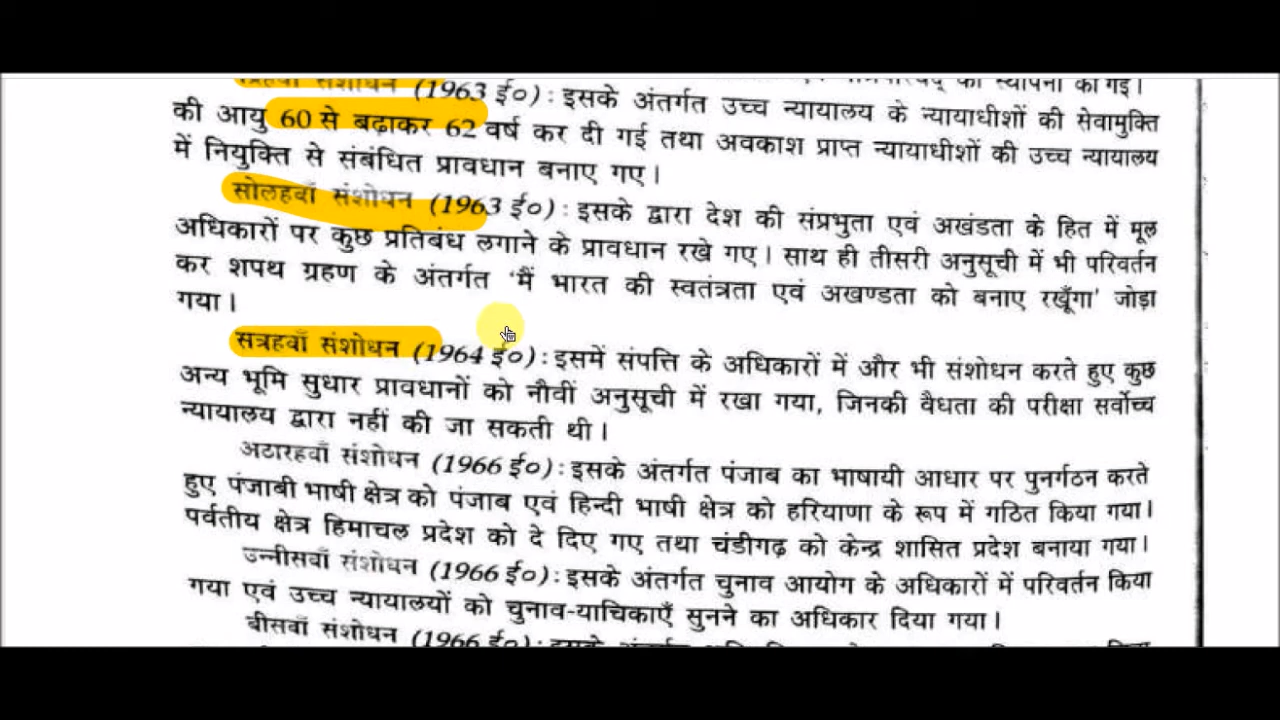 संशोधन (1963 ई०) : इसके अंतर्गत उच्च न्यायालय के न्यायाधीशों की सेवामुक्ति
की आयु 60 से बढ़ाकर 62 वर्ष कर दी गई तथा अवकाश प्राप्त न्यायाधीशों की उच्च न्यायालय
में नियुक्ति से संबंधित प्रावधान बनाए गए।
सोलहवाँ संशोधन (1963 ई०) : इसके द्वारा देश की संप्रभुता एवं अखंडता के हित में मूल
अधिकारों पर कुछ प्रतिबंध लगाने के प्रावधान रखे गए। साथ ही तीसरी अनुसूची में भी परिवर्तन
कर शपथ ग्रहण के अंतर्गत ‘मैं भारत की स्वतंत्रता एवं अखण्डता को बनाए रखूँगा’ जोड़ा
गया।
सत्रहवाँ संशोधन (1964 ई०) : इसमें संपत्ति के अधिकारों में और भी संशोधन करते हुए कुछ
अन्य भूमि सुधार प्रावधानों को नौवीं अनुसूची में रखा गया, जिनकी वैधता की परीक्षा सर्वोच्च
न्यायालय द्वारा नहीं की जा सकती थी।
अटारहवाँ संशोधन (1966 ई०) : इसके अंतर्गत पंजाब का भाषायी आधार पर पुनर्गठन करते
हुए पंजाबी भाषी क्षेत्र को पंजाब एवं हिन्दी भाषी क्षेत्र को हरियाणा के रूप में गठित किया गया।
पर्वतीय क्षेत्र हिमाचल प्रदेश को दे दिए गए तथा चंडीगढ़ को केन्द्र शासित प्रदेश बनाया गया।
उन्नीसवाँ संशोधन (1966 ई०) : इसके अंतर्गत चुनाव आयोग के अधिकारों में परिवर्तन किया
गया एवं उच्च न्यायालयों को चुनाव-याचिकाएँ सुनने का अधिकार दिया गया।
बीसवाँ संशोधन (1966 ई०) : इसके